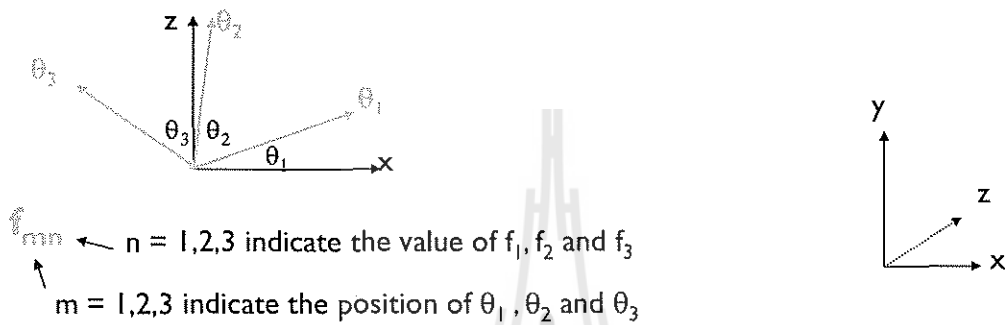 z
θ₂
θ₃
θ₁
θ₃ θ₂
θ₁
x
y
z
x
fₘₙ
n = 1,2,3 indicate the value of f₁, f₂ and f₃
m = 1,2,3 indicate the position of θ₁ , θ₂ and θ₃